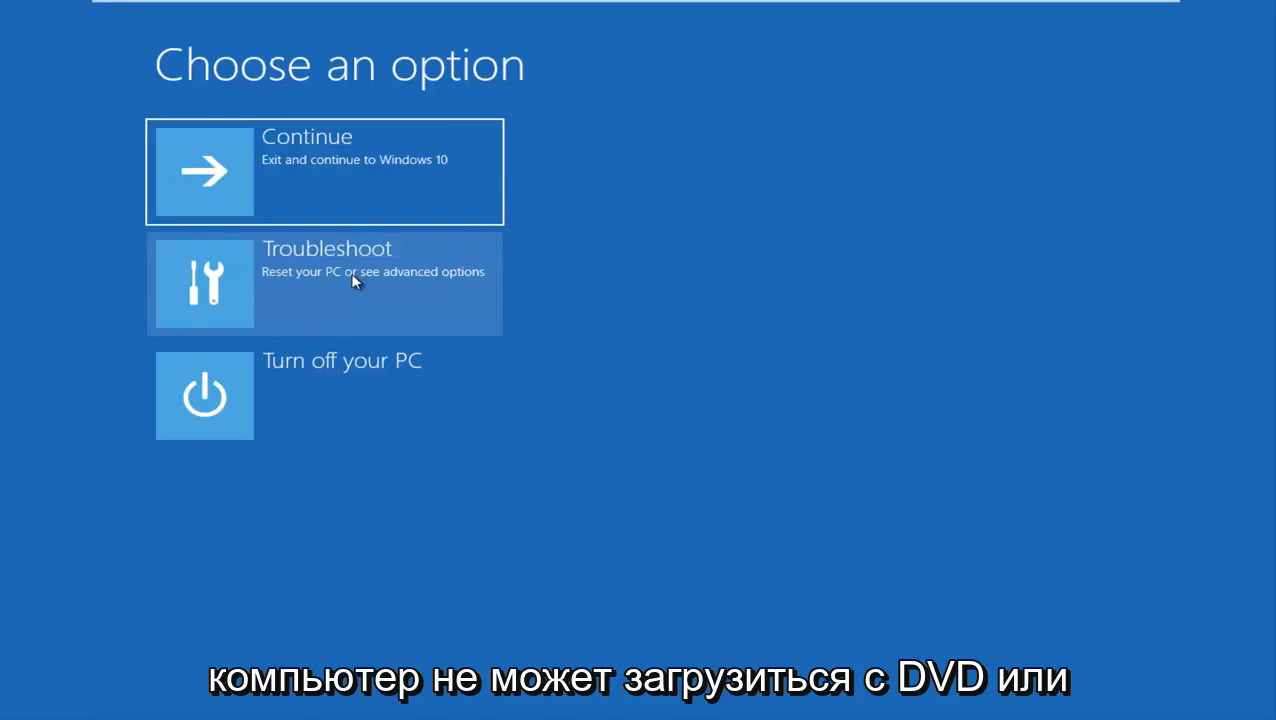 Choose an option
Continue
Exit and continue to Windows 10
Troubleshoot
Reset your PC or see advanced options
Turn off your PC
компьютер не может загрузиться с DVD или